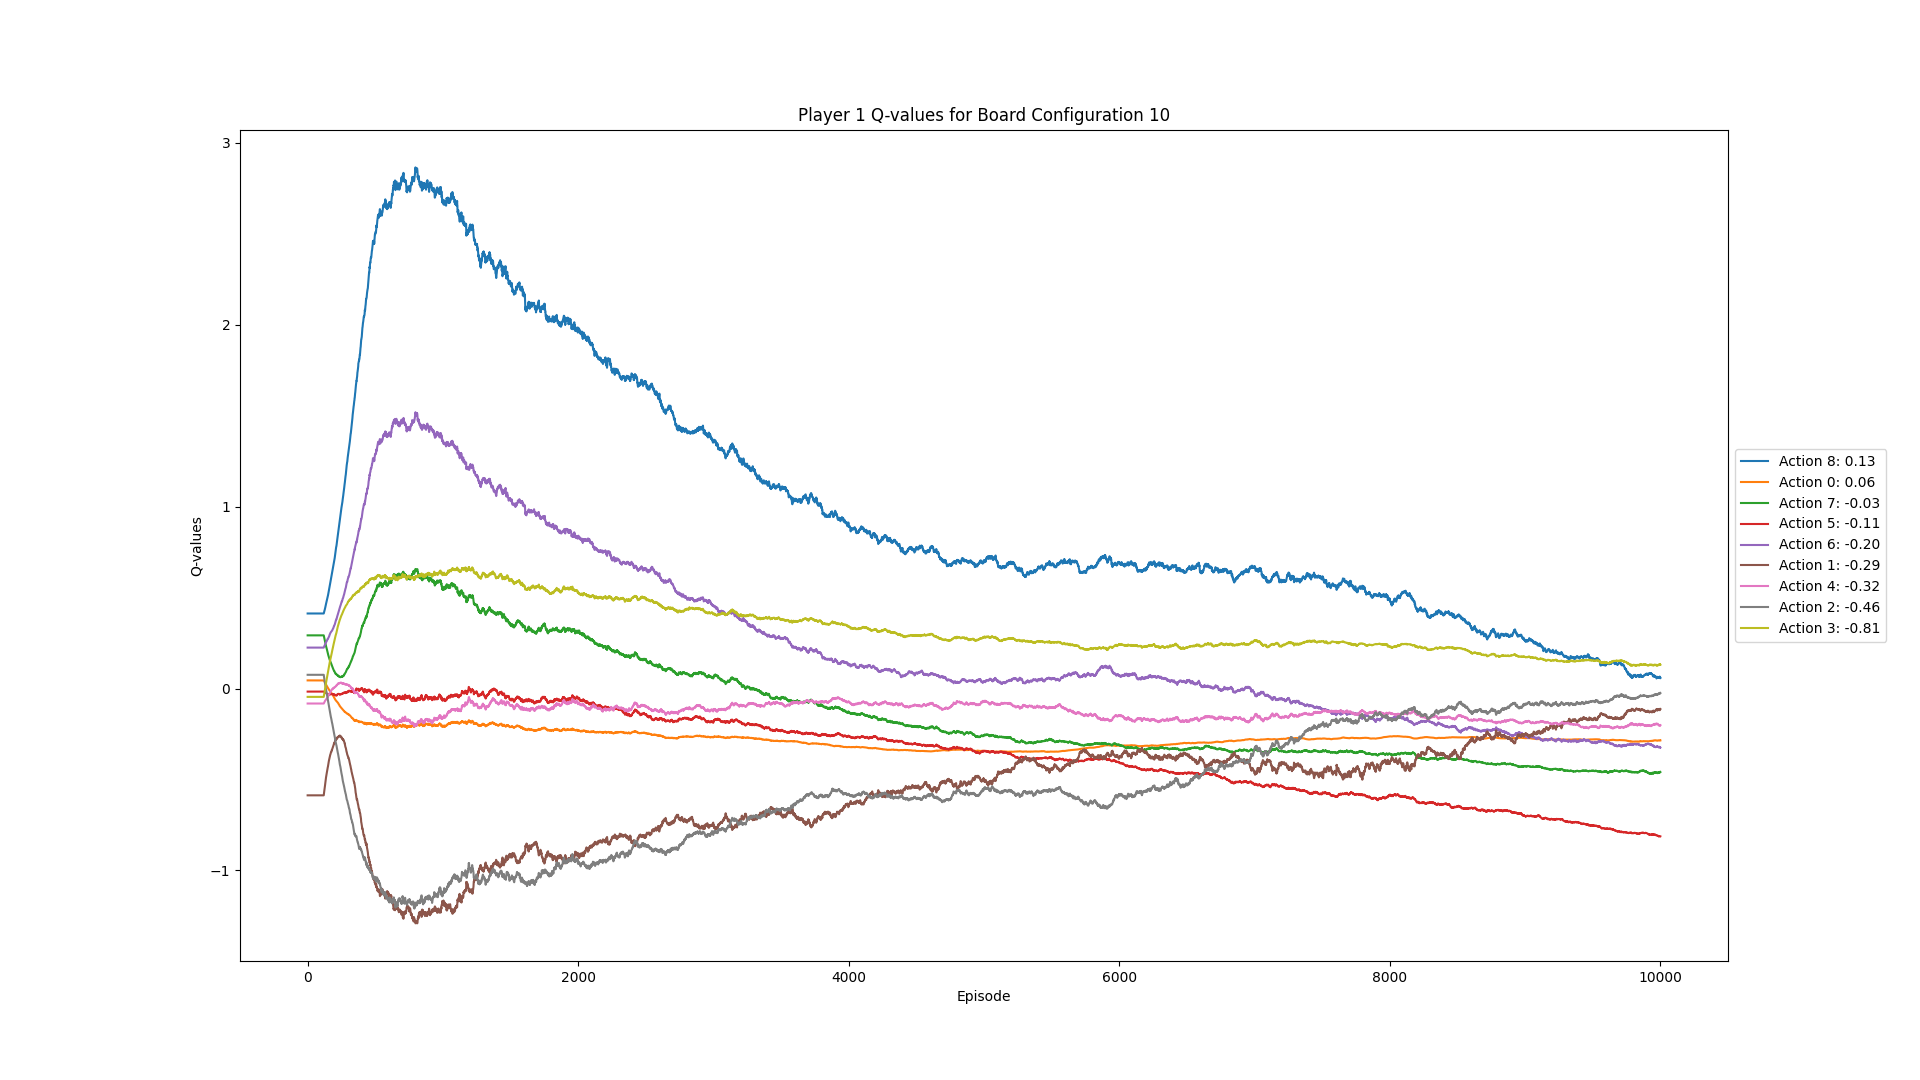 Player 1 Q-values for Board Configuration 10
3
2
1
0
−1
Q-values
0 2000 4000 6000 8000 10000
Episode
Action 8: 0.13
Action 0: 0.06
Action 7: -0.03
Action 5: -0.11
Action 6: -0.20
Action 1: -0.29
Action 4: -0.32
Action 2: -0.46
Action 3: -0.81